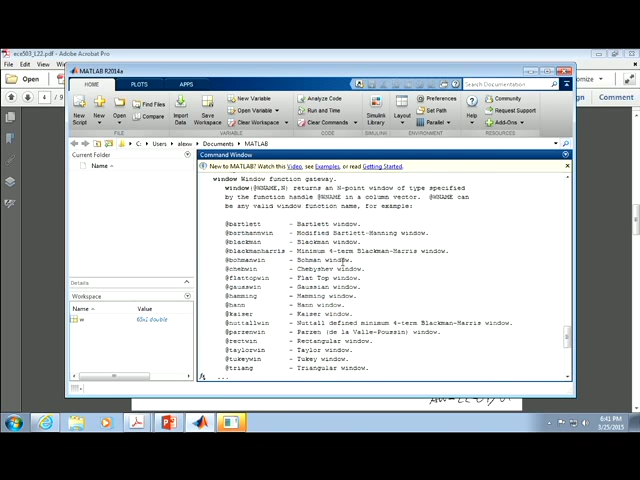 ece503_L22.pdf - Adobe Acrobat Pro
File Edit View
Open
Customize
4
Sign Comment
MATLAB R2014a
HOME PLOTS APPS
Search Documentation
New Script
New
Open
Find Files
Compare
Import Data
Save Workspace
New Variable
Open Variable
Clear Workspace
Analyze Code
Run and Time
Clear Commands
Simulink Library
Layout
Preferences
Set Path
Parallel
Help
Community
Request Support
Add-Ons
FILE VARIABLE CODE SIMULINK ENVIRONMENT RESOURCES
C: Users alexw Documents MATLAB
Current Folder
Name
Details
Workspace
Name Value
w 65x1 double
Command Window
New to MATLAB? Watch this Video, see Examples, or read Getting Started.
window Window function gateway.
window(@WNAME,N) returns an N-point window of type specified
by the function handle @WNAME in a column vector. @WNAME can
be any valid window function name, for example:
@bartlett - Bartlett window.
@barthannwin - Modified Bartlett-Hanning window.
@blackman - Blackman window.
@blackmanharris - Minimum 4-term Blackman-Harris window.
@bohmanwin - Bohman window.
@chebwin - Chebyshev window.
@flattopwin - Flat Top window.
@gausswin - Gaussian window.
@hamming - Hamming window.
@hann - Hann window.
@kaiser - Kaiser window.
@nuttallwin - Nuttall defined minimum 4-term Blackman-Harris window.
@parzenwin - Parzen (de la Valle-Poussin) window.
@rectwin - Rectangular window.
@taylorwin - Taylor window.
@tukeywin - Tukey window.
@triang - Triangular window.
fx ...
6:41 PM
3/25/2015